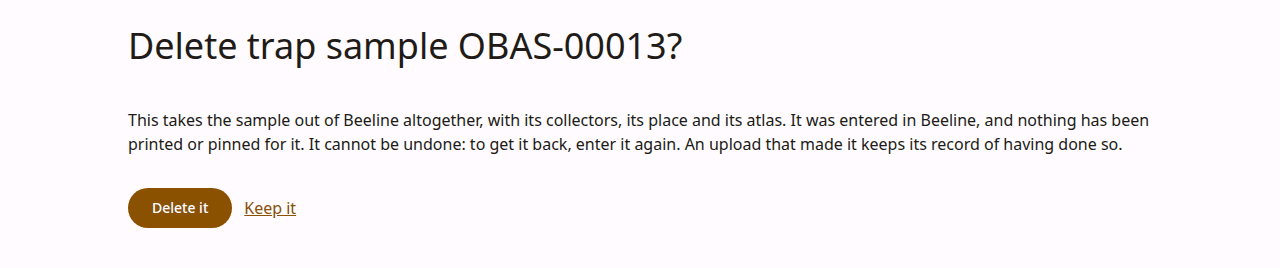 Delete trap sample OBAS-00013?
This takes the sample out of Beeline altogether, with its collectors, its place and its atlas. It was entered in Beeline, and nothing has been
printed or pinned for it. It cannot be undone: to get it back, enter it again. An upload that made it keeps its record of having done so.
Delete it Keep it